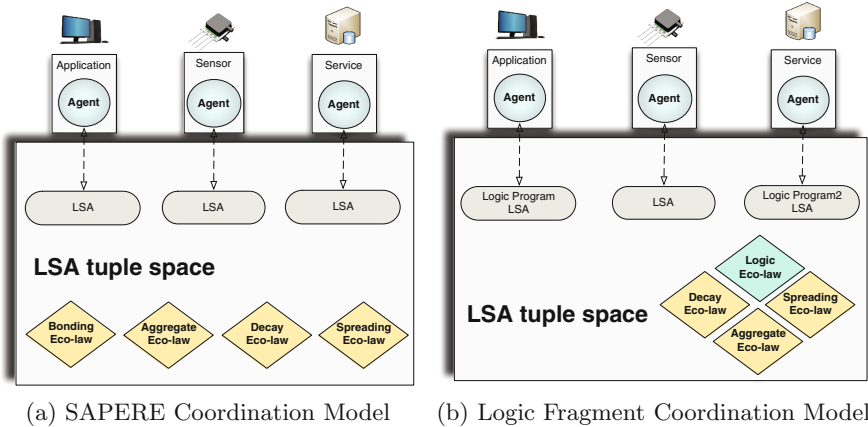 Application
Agent
Sensor
Agent
Service
Agent
LSA
LSA
LSA
LSA tuple space
Bonding
Eco-law
Aggregate
Eco-law
Decay
Eco-law
Spreading
Eco-law
(a) SAPERE Coordination Model
Application
Agent
Sensor
Agent
Service
Agent
Logic Program
LSA
LSA
Logic Program2
LSA
LSA tuple space
Logic
Eco-law
Decay
Eco-law
Spreading
Eco-law
Aggregate
Eco-law
(b) Logic Fragment Coordination Model